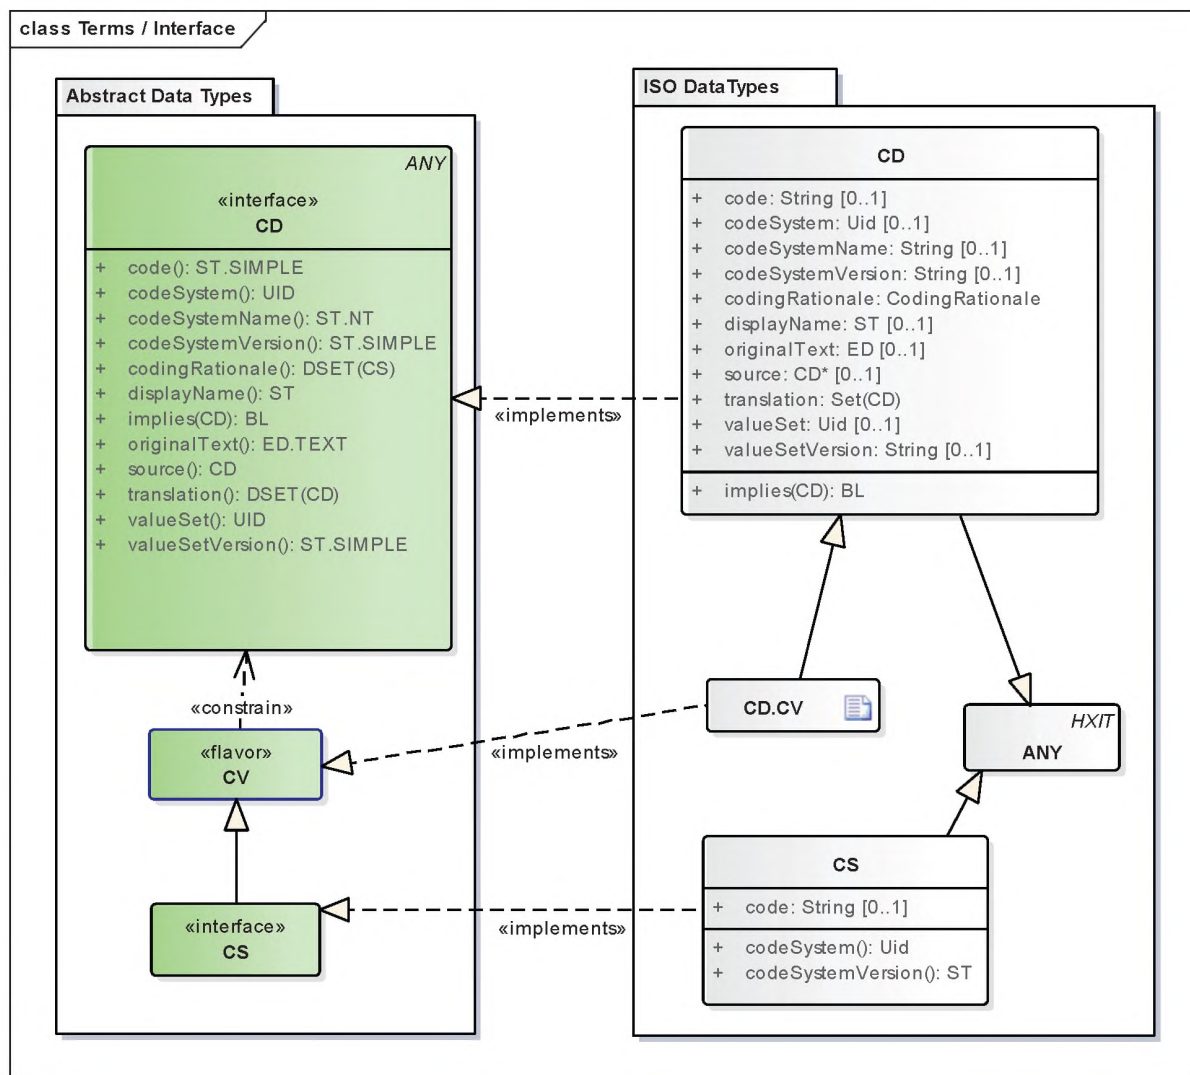 class Terms / Interface
Abstract Data Types
ANY
«interface»
CD
+ code(): ST.SIMPLE
+ codeSystem(): UID
+ codeSystemName(): ST.NT
+ codeSystemVersion(): ST.SIMPLE
+ codingRationale(): DSET(CS)
+ displayName(): ST
+ implies(CD): BL
+ originalText(): ED.TEXT
+ source(): CD
+ translation(): DSET(CD)
+ valueSet(): UID
+ valueSetVersion(): ST.SIMPLE
«constrain»
«flavor»
CV
«interface»
CS
«implements»
«implements»
«implements»
ISO DataTypes
CD
+ code: String [0..1]
+ codeSystem: Uid [0..1]
+ codeSystemName: String [0..1]
+ codeSystemVersion: String [0..1]
+ codingRationale: CodingRationale
+ displayName: ST [0..1]
+ originalText: ED [0..1]
+ source: CD* [0..1]
+ translation: Set(CD)
+ valueSet: Uid [0..1]
+ valueSetVersion: String [0..1]
+ implies(CD): BL
CD.CV
HXIT
ANY
CS
+ code: String [0..1]
+ codeSystem(): Uid
+ codeSystemVersion(): ST